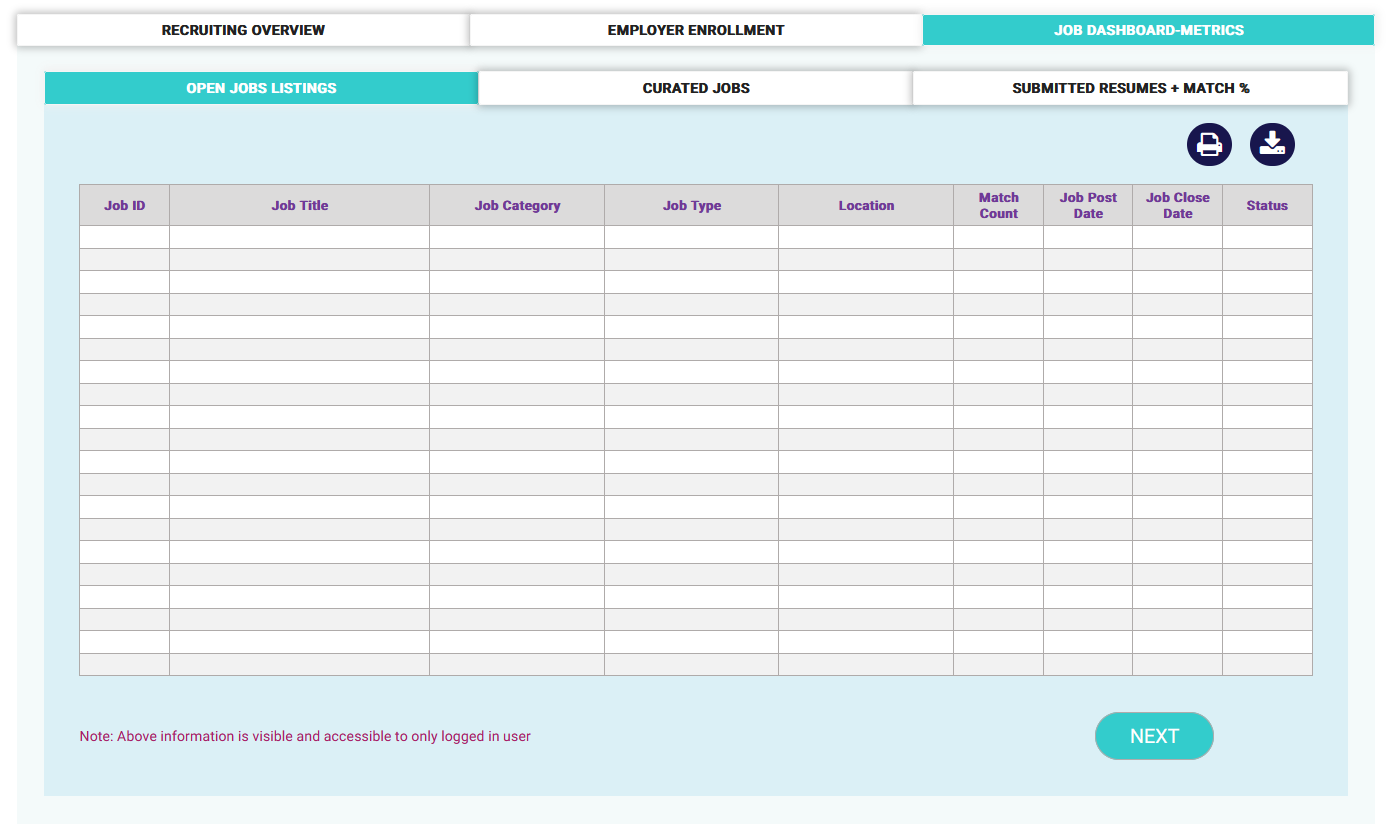 RECRUITING OVERVIEW
EMPLOYER ENROLLMENT
JOB DASHBOARD-METRICS
OPEN JOBS LISTINGS
CURATED JOBS
SUBMITTED RESUMES + MATCH %
Job ID
Job Title
Job Category
Job Type
Location
Match
Count
Job Post
Date
Job Close
Date
Status
Note: Above information is visible and accessible to only logged in user
NEXT